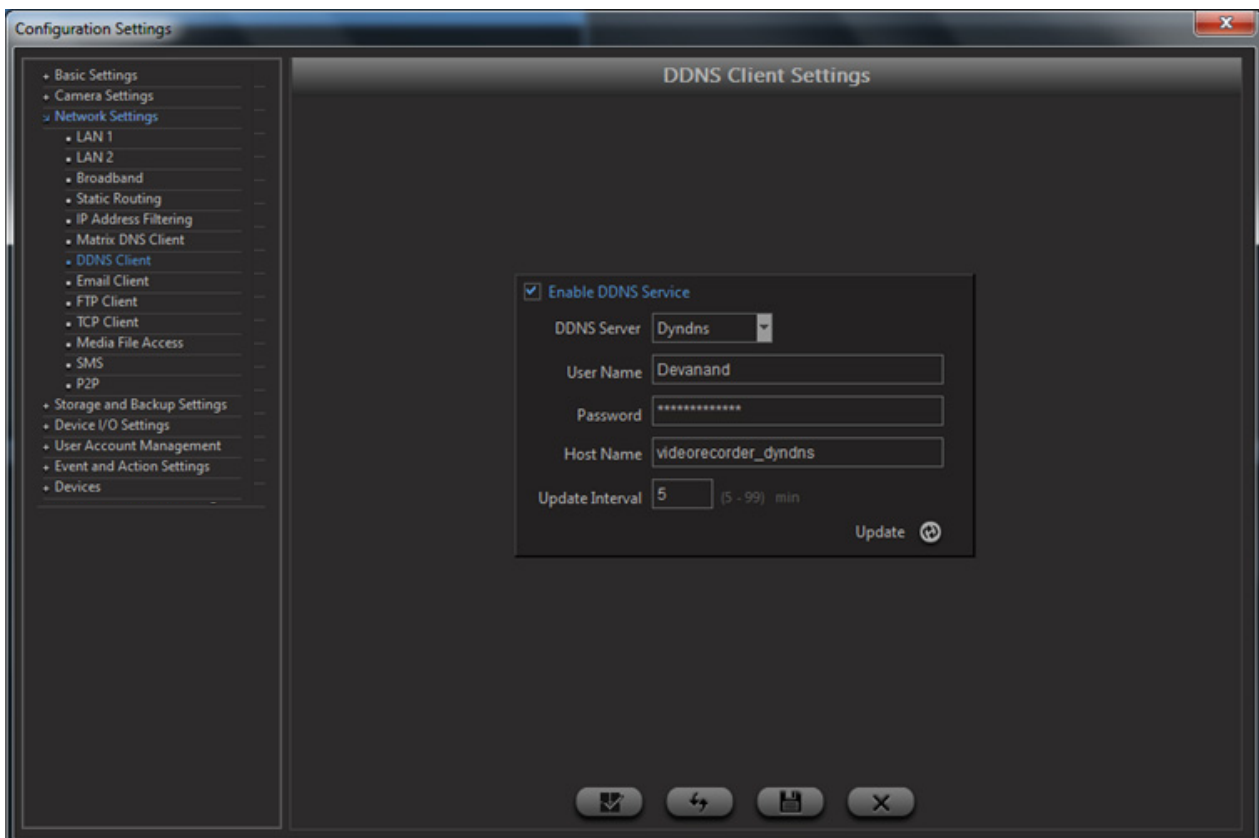 Configuration Settings
Basic Settings
Camera Settings
Network Settings
LAN 1
LAN 2
Broadband
Static Routing
IP Address Filtering
Matrix DNS Client
DDNS Client
Email Client
FTP Client
TCP Client
Media File Access
SMS
P2P
Storage and Backup Settings
Device I/O Settings
User Account Management
Event and Action Settings
Devices
DDNS Client Settings
Enable DDNS Service
DDNS Server Dyndns
User Name Devanand
Password *************
Host Name videorecorder_dyndns
Update Interval 5 (5 - 99) min
Update